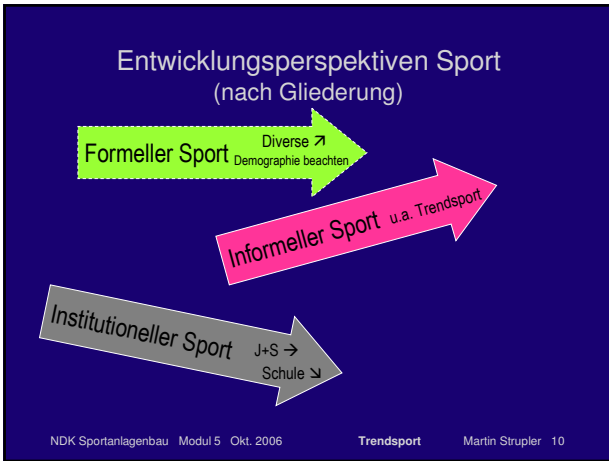 Entwicklungsperspektiven Sport
(nach Gliederung)
Formeller Sport Diverse ↗
Demographie beachten
Informeller Sport u.a. Trendsport
Institutioneller Sport J+S →
Schule ↘
NDK Sportanlagenbau Modul 5 Okt. 2006 Trendsport Martin Strupler 10